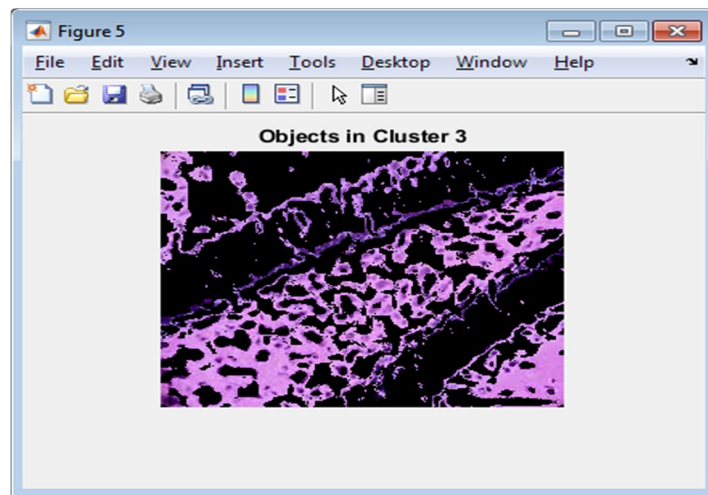 Figure 5
File Edit View Insert Tools Desktop Window Help
Objects in Cluster 3